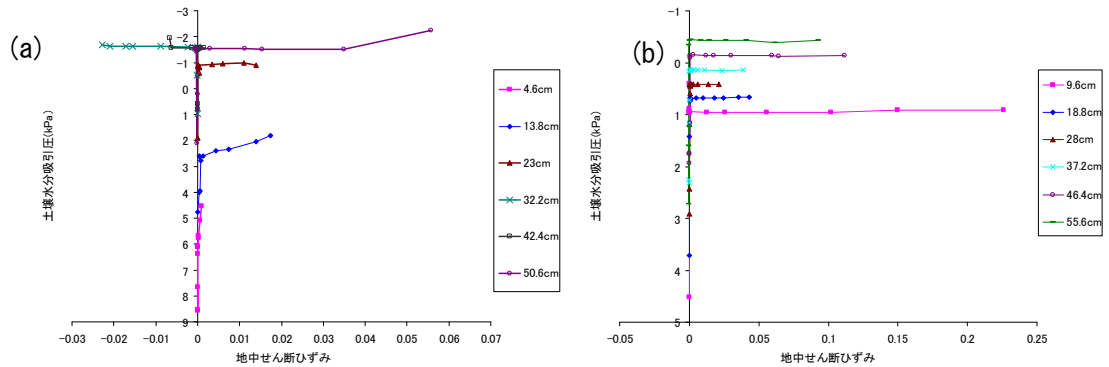 (a)
−3
−2
−1
0
1
2
3
4
5
6
7
8
9
土壌水分吸引圧(kPa)
−0.03
−0.02
−0.01
0
0.01
0.02
0.03
0.04
0.05
0.06
0.07
地中せん断ひずみ
4.6cm
13.8cm
23cm
32.2cm
42.4cm
50.6cm
(b)
−1
0
1
2
3
4
5
土壌水分吸引圧(kPa)
−0.05
0
0.05
0.1
0.15
0.2
0.25
地中せん断ひずみ
9.6cm
18.8cm
28cm
37.2cm
46.4cm
55.6cm